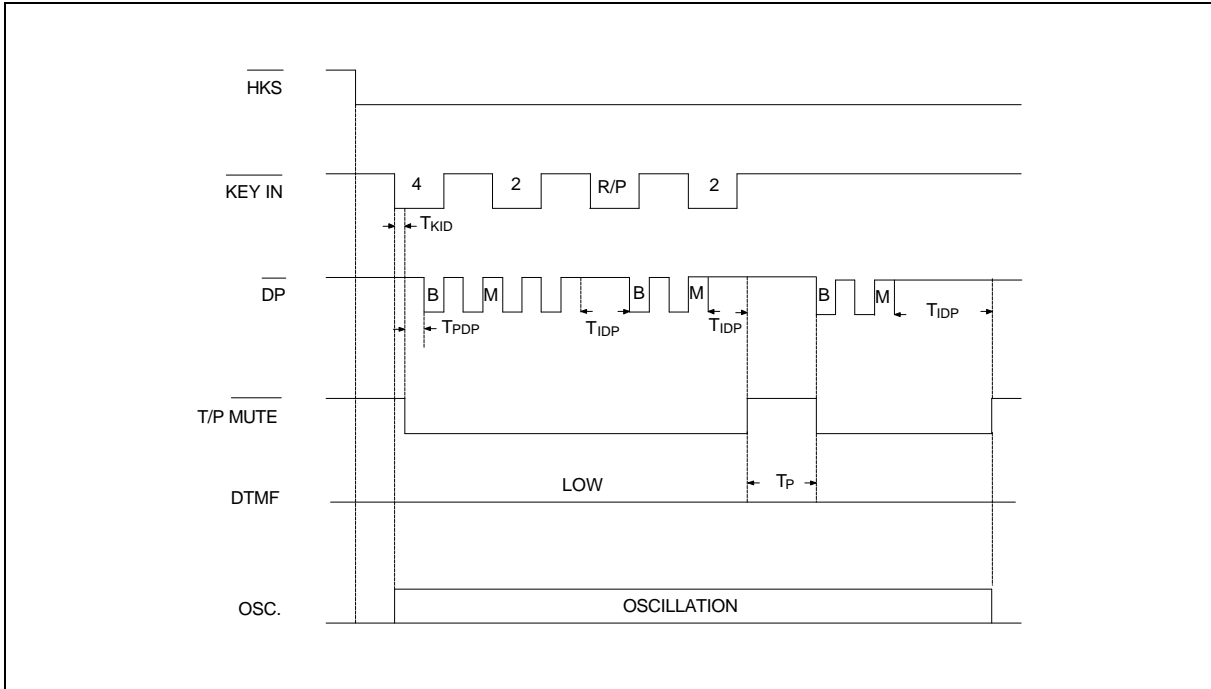 HKS
KEY IN
4
2
R/P
2
TKID
DP
B
M
B
M
B
M
TPDP
TIDP
TIDP
TIDP
T/P MUTE
DTMF
LOW
TP
OSC.
OSCILLATION